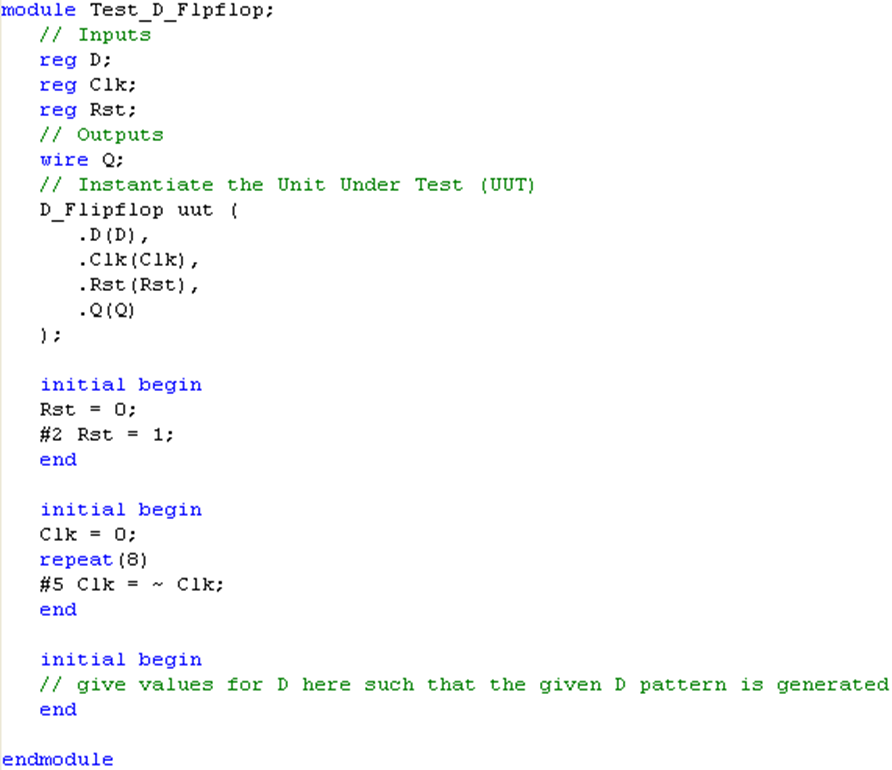 module Test_D_Flpflop;
// Inputs
reg D;
reg Clk;
reg Rst;
// Outputs
wire Q;
// Instantiate the Unit Under Test (UUT)
D_Flipflop uut (
.D(D),
.Clk(Clk),
.Rst(Rst),
.Q(Q)
);
initial begin
Rst = 0;
#2 Rst = 1;
end
initial begin
Clk = 0;
repeat(8)
#5 Clk = ~ Clk;
end
initial begin
// give values for D here such that the given D pattern is generated
end
endmodule